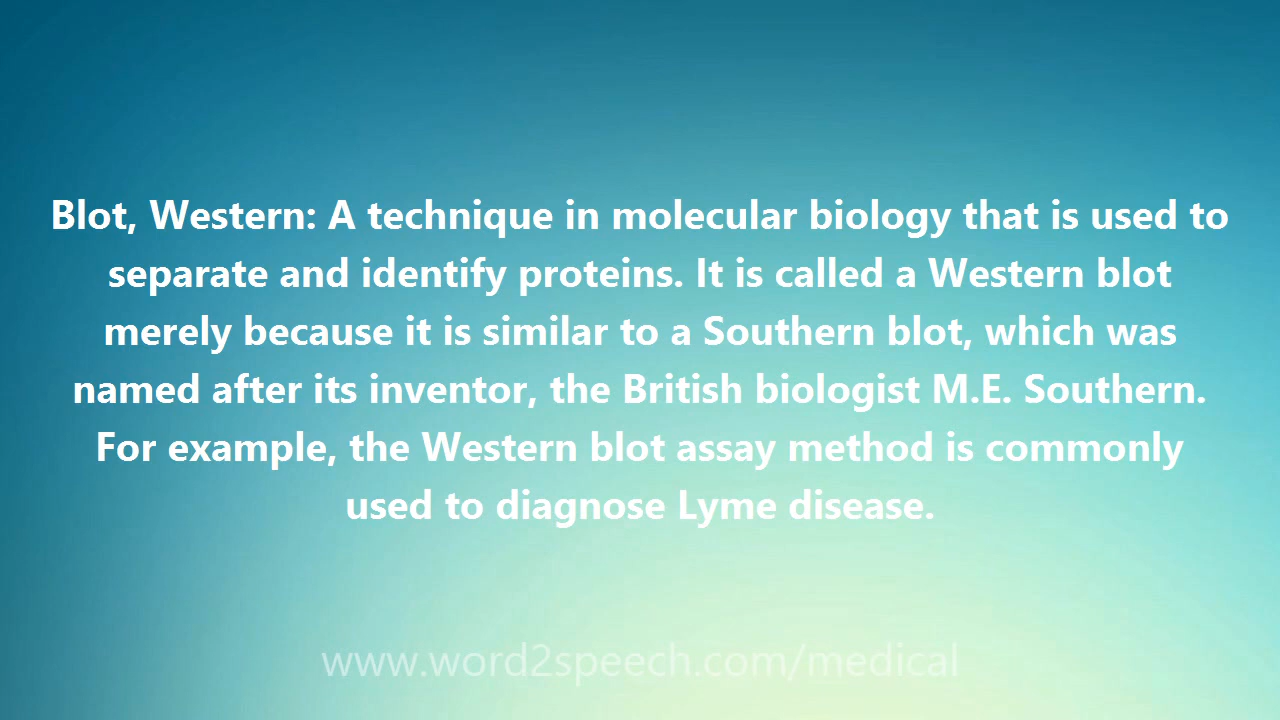 Blot, Western: A technique in molecular biology that is used to
separate and identify proteins. It is called a Western blot
merely because it is similar to a Southern blot, which was
named after its inventor, the British biologist M.E. Southern.
For example, the Western blot assay method is commonly
used to diagnose Lyme disease.
www.word2speech.com/medical